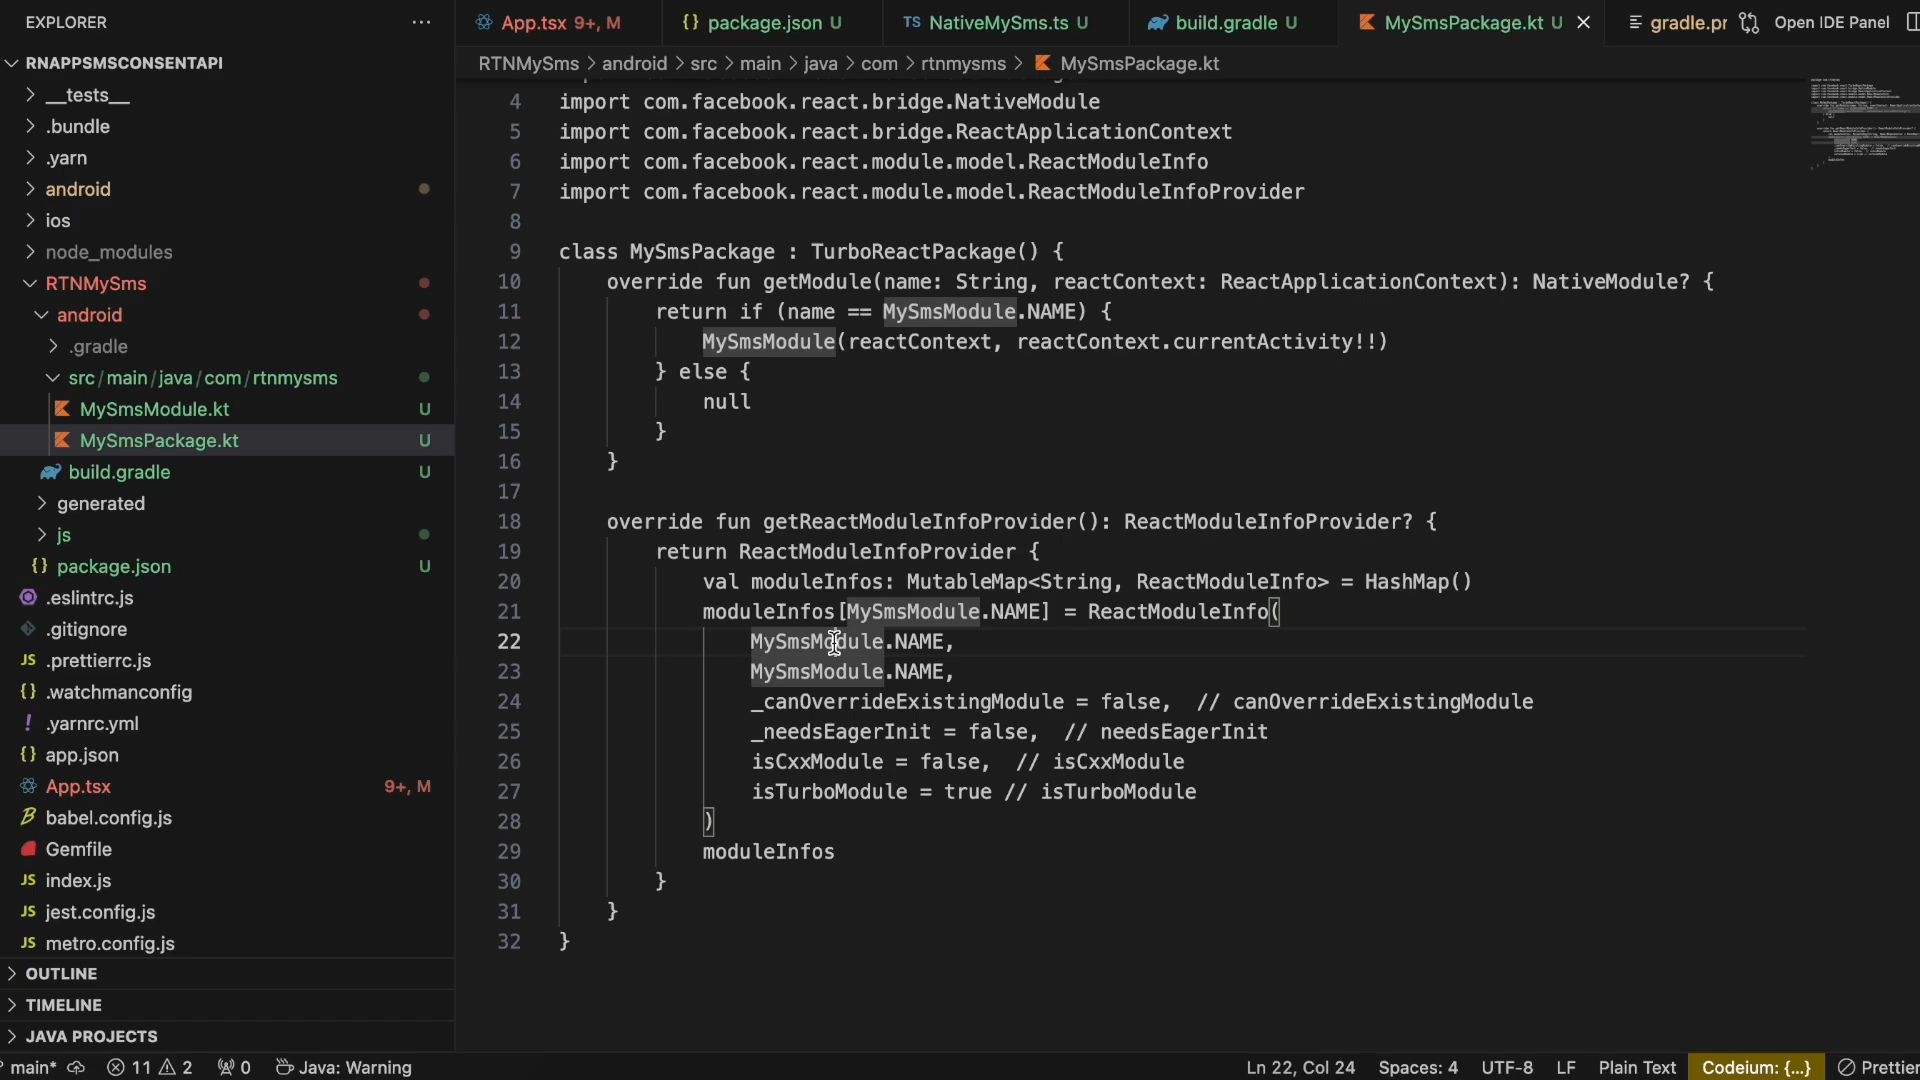 EXPLORER
RNAPPSMSCONSENTAPI
__tests__
.bundle
.yarn
android
ios
node_modules
RTNMySms
android
.gradle
src/main/java/com/rtnmysms
MySmsModule.kt U
MySmsPackage.kt U
build.gradle U
generated
js
{} package.json U
.eslintrc.js
.gitignore
JS .prettierrc.js
{} .watchmanconfig
! .yarnrc.yml
{} app.json
App.tsx 9+, M
babel.config.js
Gemfile
JS index.js
JS jest.config.js
JS metro.config.js
OUTLINE
TIMELINE
JAVA PROJECTS
App.tsx 9+, M {} package.json U TS NativeMySms.ts U build.gradle U MySmsPackage.kt U gradle.pr Open IDE Panel
RTNMySms > android > src > main > java > com > rtnmysms > MySmsPackage.kt
4 import com.facebook.react.bridge.NativeModule
5 import com.facebook.react.bridge.ReactApplicationContext
6 import com.facebook.react.module.model.ReactModuleInfo
7 import com.facebook.react.module.model.ReactModuleInfoProvider
8
9 class MySmsPackage : TurboReactPackage() {
10 override fun getModule(name: String, reactContext: ReactApplicationContext): NativeModule? {
11 return if (name == MySmsModule.NAME) {
12 MySmsModule(reactContext, reactContext.currentActivity!!)
13 } else {
14 null
15 }
16 }
17
18 override fun getReactModuleInfoProvider(): ReactModuleInfoProvider? {
19 return ReactModuleInfoProvider {
20 val moduleInfos: MutableMap<String, ReactModuleInfo> = HashMap()
21 moduleInfos[MySmsModule.NAME] = ReactModuleInfo(
22 MySmsModule.NAME,
23 MySmsModule.NAME,
24 _canOverrideExistingModule = false, // canOverrideExistingModule
25 _needsEagerInit = false, // needsEagerInit
26 isCxxModule = false, // isCxxModule
27 isTurboModule = true // isTurboModule
28 )
29 moduleInfos
30 }
31 }
32 }
main* 11 2 0 Java: Warning Ln 22, Col 24 Spaces: 4 UTF-8 LF Plain Text Codeium: {...} Prettier